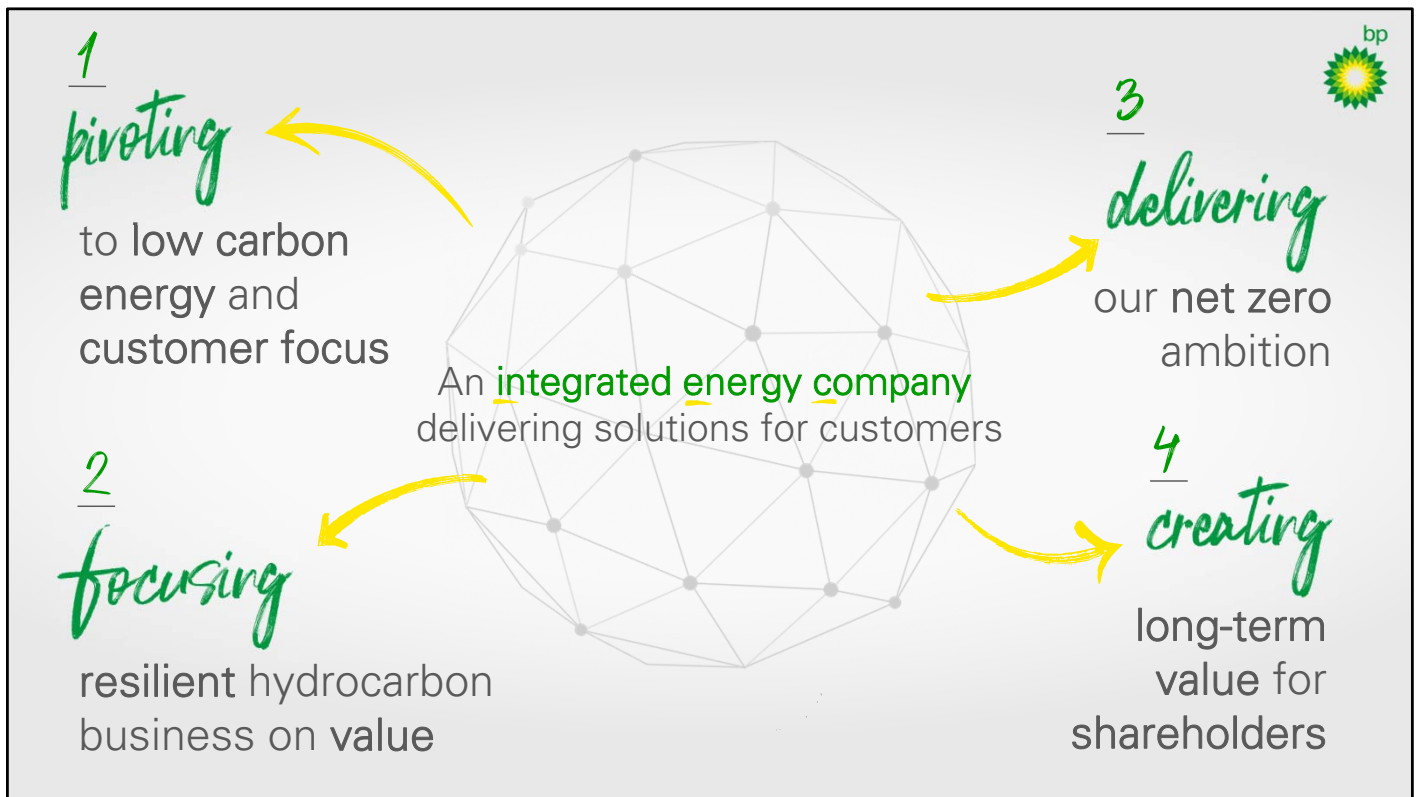 bp
1
pivoting
to low carbon
energy and
customer focus
2
focusing
resilient hydrocarbon
business on value
An integrated energy company
delivering solutions for customers
3
delivering
our net zero
ambition
4
creating
long-term
value for
shareholders